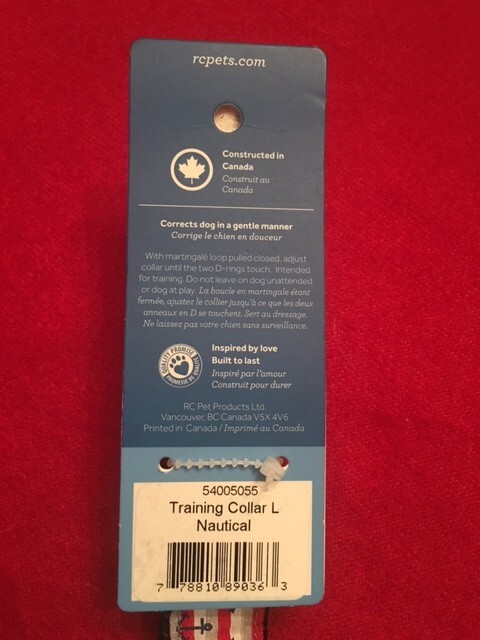 rcpets.com
Constructed in
Canada
Construit au
Canada
Corrects dog in a gentle manner
Corrige le chien en douceur
With martingale loop pulled closed, adjust
collar until the two D-rings touch. Intended
for training. Do not leave on dog unattended
or dog at play. La boucle en martingale étant
fermée, ajustez le collier jusqu'à ce que les deux
anneaux en D se touchent. Sert au dressage.
Ne laissez pas votre chien sans surveillance.
QUALITY PROMISE
PROMESSE DE QUALITÉ
Inspired by love
Built to last
Inspiré par l'amour
Construit pour durer
RC Pet Products Ltd.
Vancouver, BC Canada V5X 4V6
Printed in Canada / Imprimé au Canada
54005055
Training Collar L
Nautical
7 78810 89036 3